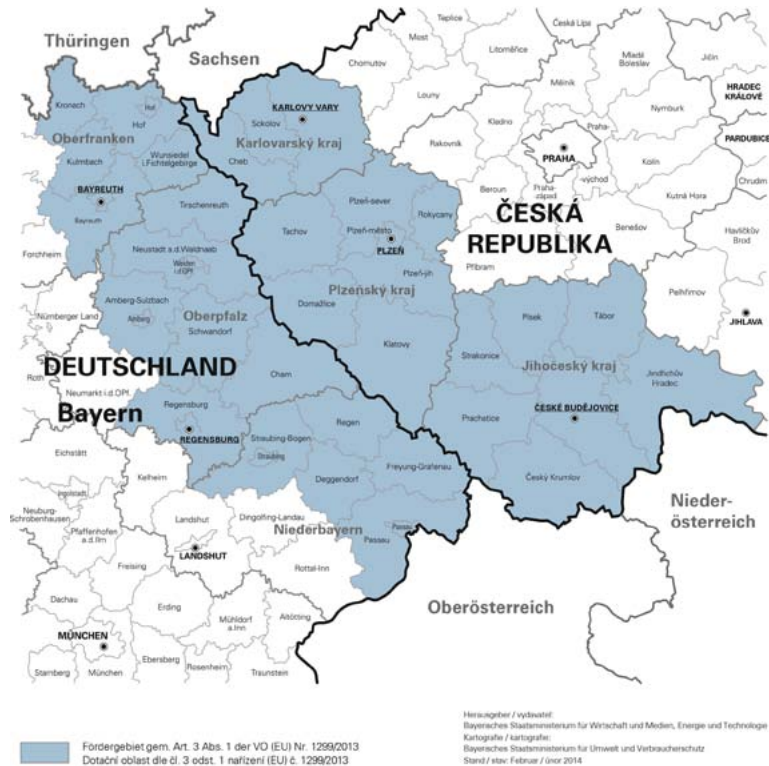 Thüringen
Sachsen
Chomutov
Most
Teplice
Litoměřice
Česká Lípa
Mladá
Boleslav
Jičín
HRADEC
KRÁLOVÉ
Louny
Mělník
Nymburk
PARDUBICE
Kronach
Hof
Hof
Oberfranken
Kulmbach
Wunsiedel
i.Fichtelgebirge
BAYREUTH
Bayreuth
KARLOVY VARY
Sokolov
Karlovarský kraj
Cheb
Rakovník
Kladno
Praha-
východ
PRAHA
Kolín
Chrudim
Beroun
Praha-
západ
Kutná Hora
ČESKÁ
REPUBLIKA
Benešov
Havlíčkův
Brod
Příbram
Pelhřimov
JIHLAVA
Tirschenreuth
Plzeň-sever
Rokycany
Tachov
Plzeň-město
PLZEŇ
Plzeň-jih
Plzeňský kraj
Domažlice
Klatovy
Forchheim
Neustadt a.d.Waldnaab
Weiden
i.d.OPf.
Nürnberger Land
Amberg-Sulzbach
Amberg
Oberpfalz
Schwandorf
DEUTSCHLAND
Bayern
Roth
Neumarkt i.d.OPf.
Cham
Písek
Tábor
Strakonice
Jihočeský kraj
Jindřichův
Hradec
Prachatice
ČESKÉ BUDĚJOVICE
Český Krumlov
Regensburg
REGENSBURG
Straubing-Bogen
Straubing
Regen
Deggendorf
Freyung-Grafenau
Eichstätt
Kelheim
Ingolstadt
Neuburg-
Schrobenhausen
Pfaffenhofen
a.d.Ilm
Landshut
Dingolfing-Landau
Niederbayern
Passau
Passau
LANDSHUT
Rottal-Inn
Nieder-
österreich
Oberösterreich
Freising
Dachau
Erding
Mühldorf
a.Inn
Altötting
MÜNCHEN
München
Starnberg
Ebersberg
Rosenheim
Traunstein
Fördergebiet gem. Art. 3 Abs. 1 der VO (EU) Nr. 1299/2013
Dotační oblast dle čl. 3 odst. 1 nařízení (EU) č. 1299/2013
Herausgeber / vydavatel:
Bayerisches Staatsministerium für Wirtschaft und Medien, Energie und Technologie
Kartografie / kartografie:
Bayerisches Staatsministerium für Umwelt und Verbraucherschutz
Stand / stav: Februar / únor 2014